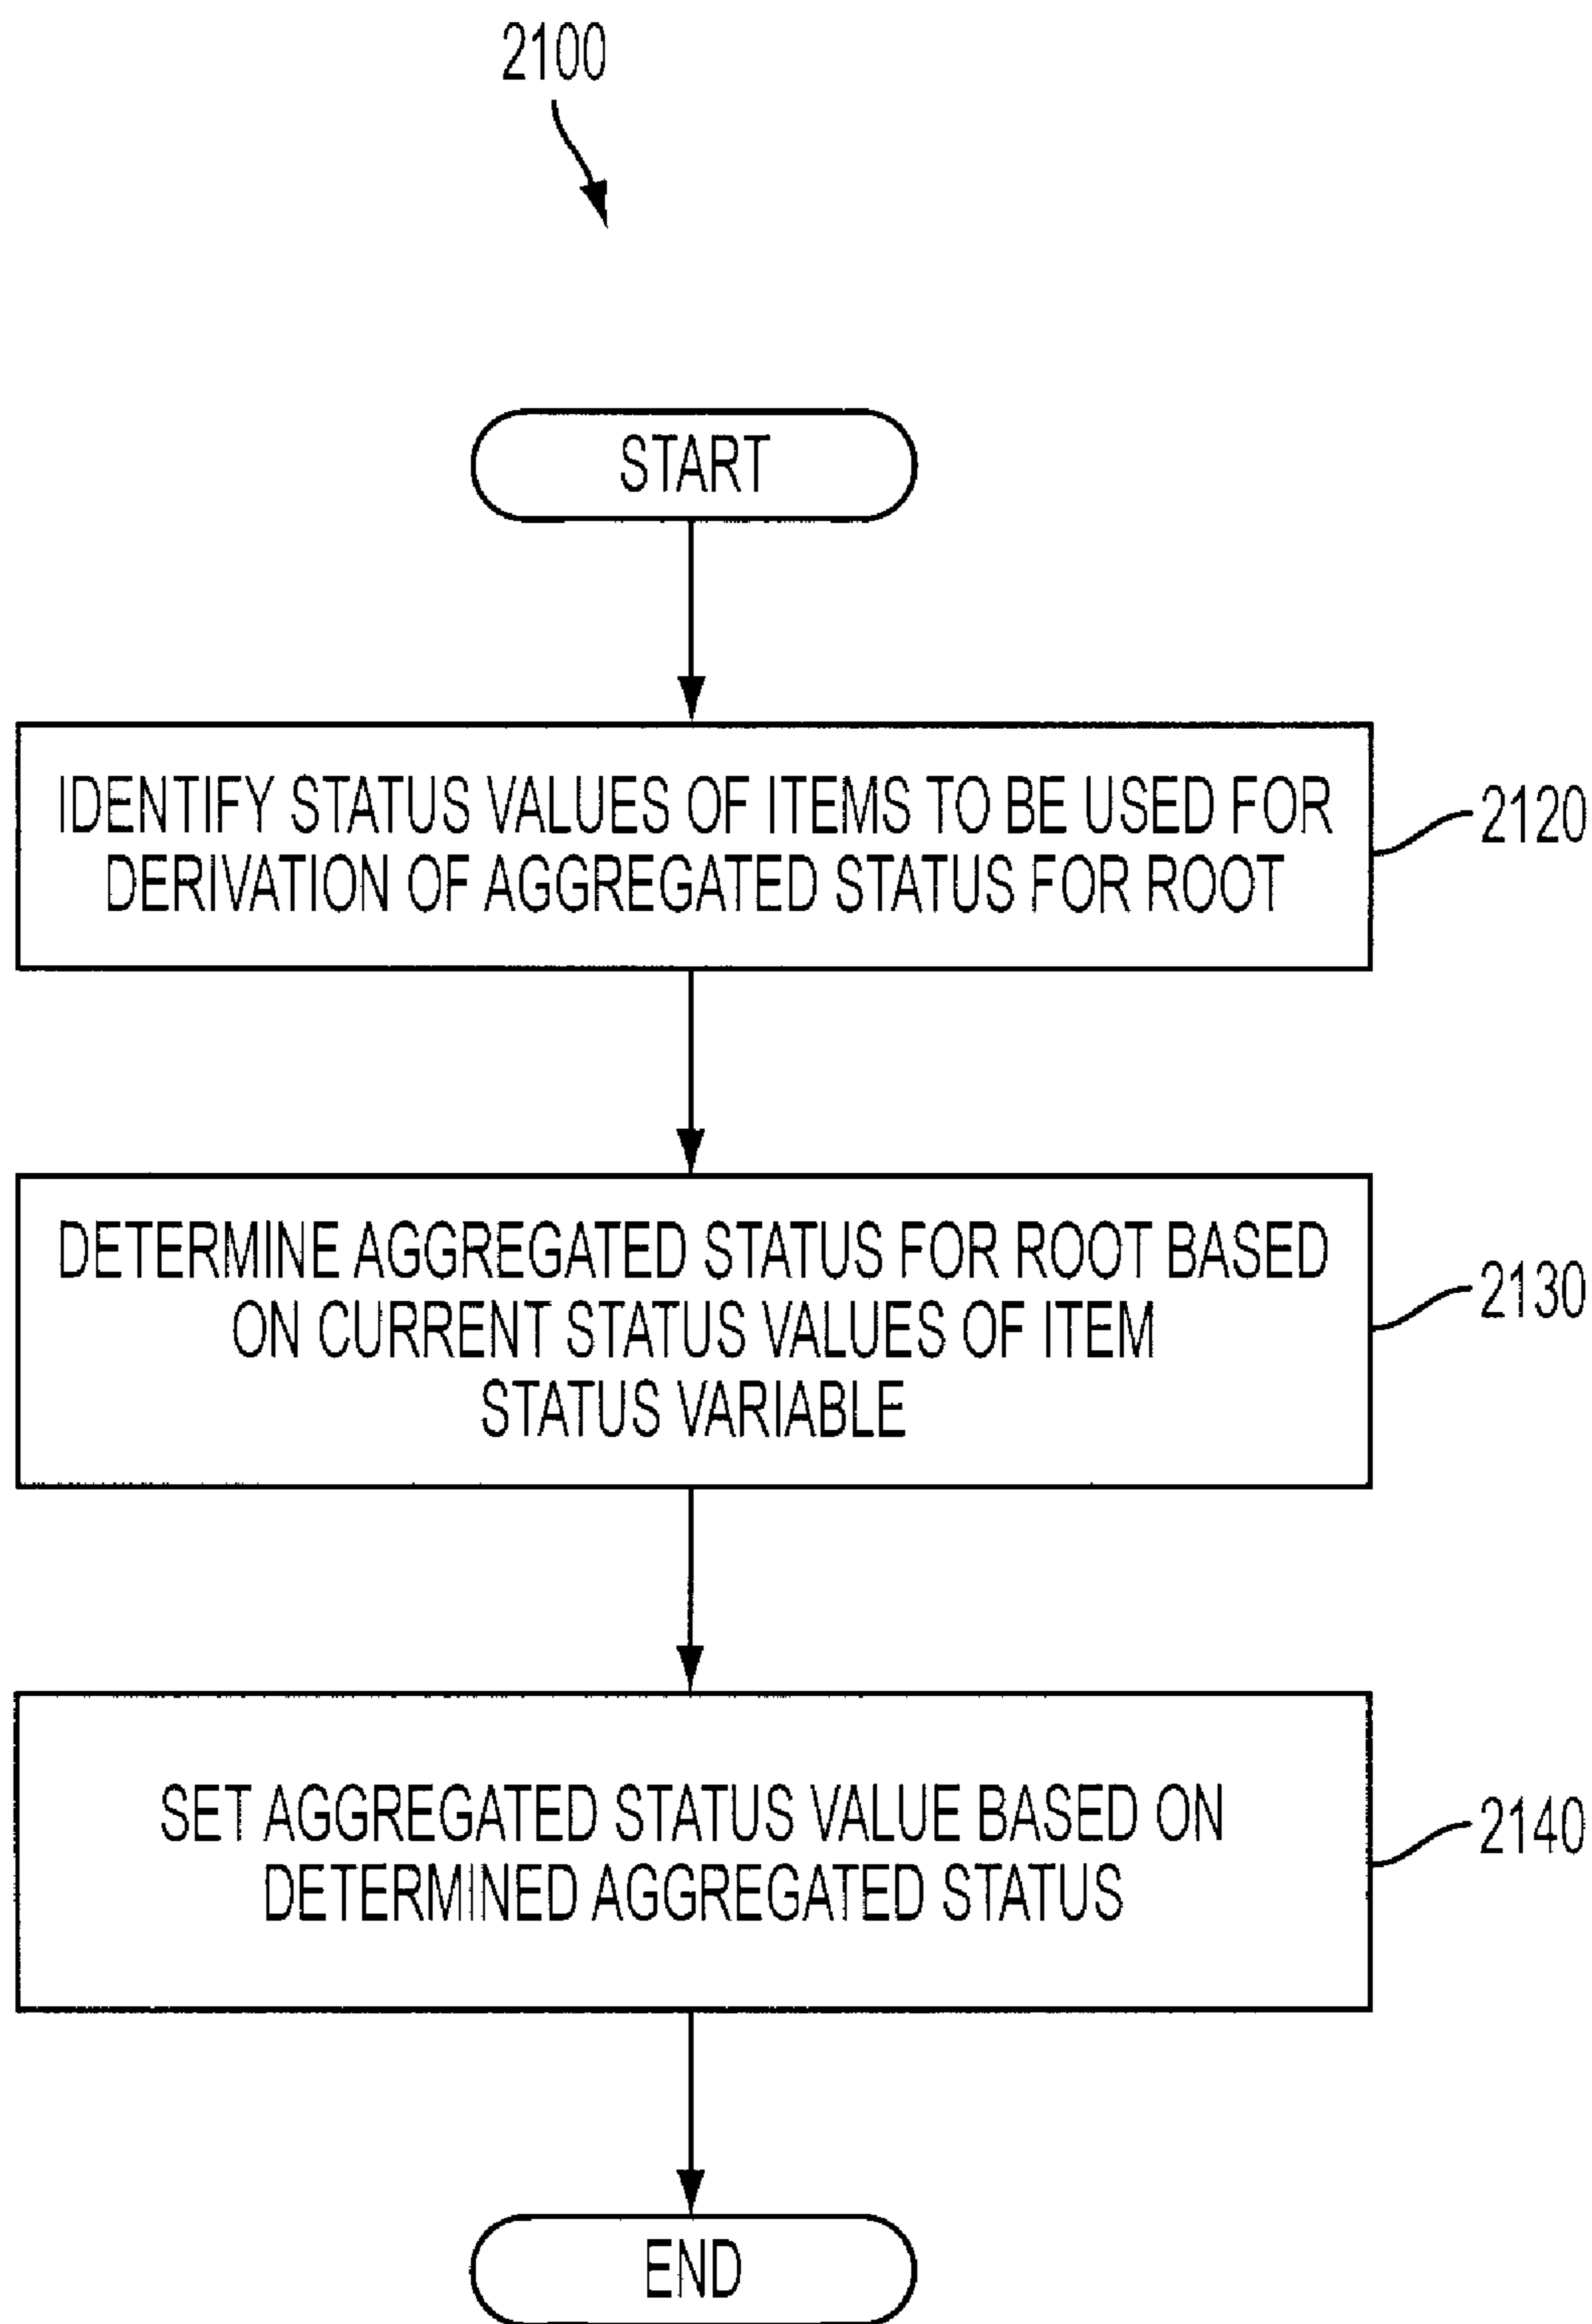 2100
START
IDENTIFY STATUS VALUES OF ITEMS TO BE USED FOR
DERIVATION OF AGGREGATED STATUS FOR ROOT
2120
DETERMINE AGGREGATED STATUS FOR ROOT BASED
ON CURRENT STATUS VALUES OF ITEM
STATUS VARIABLE
2130
SET AGGREGATED STATUS VALUE BASED ON
DETERMINED AGGREGATED STATUS
2140
END